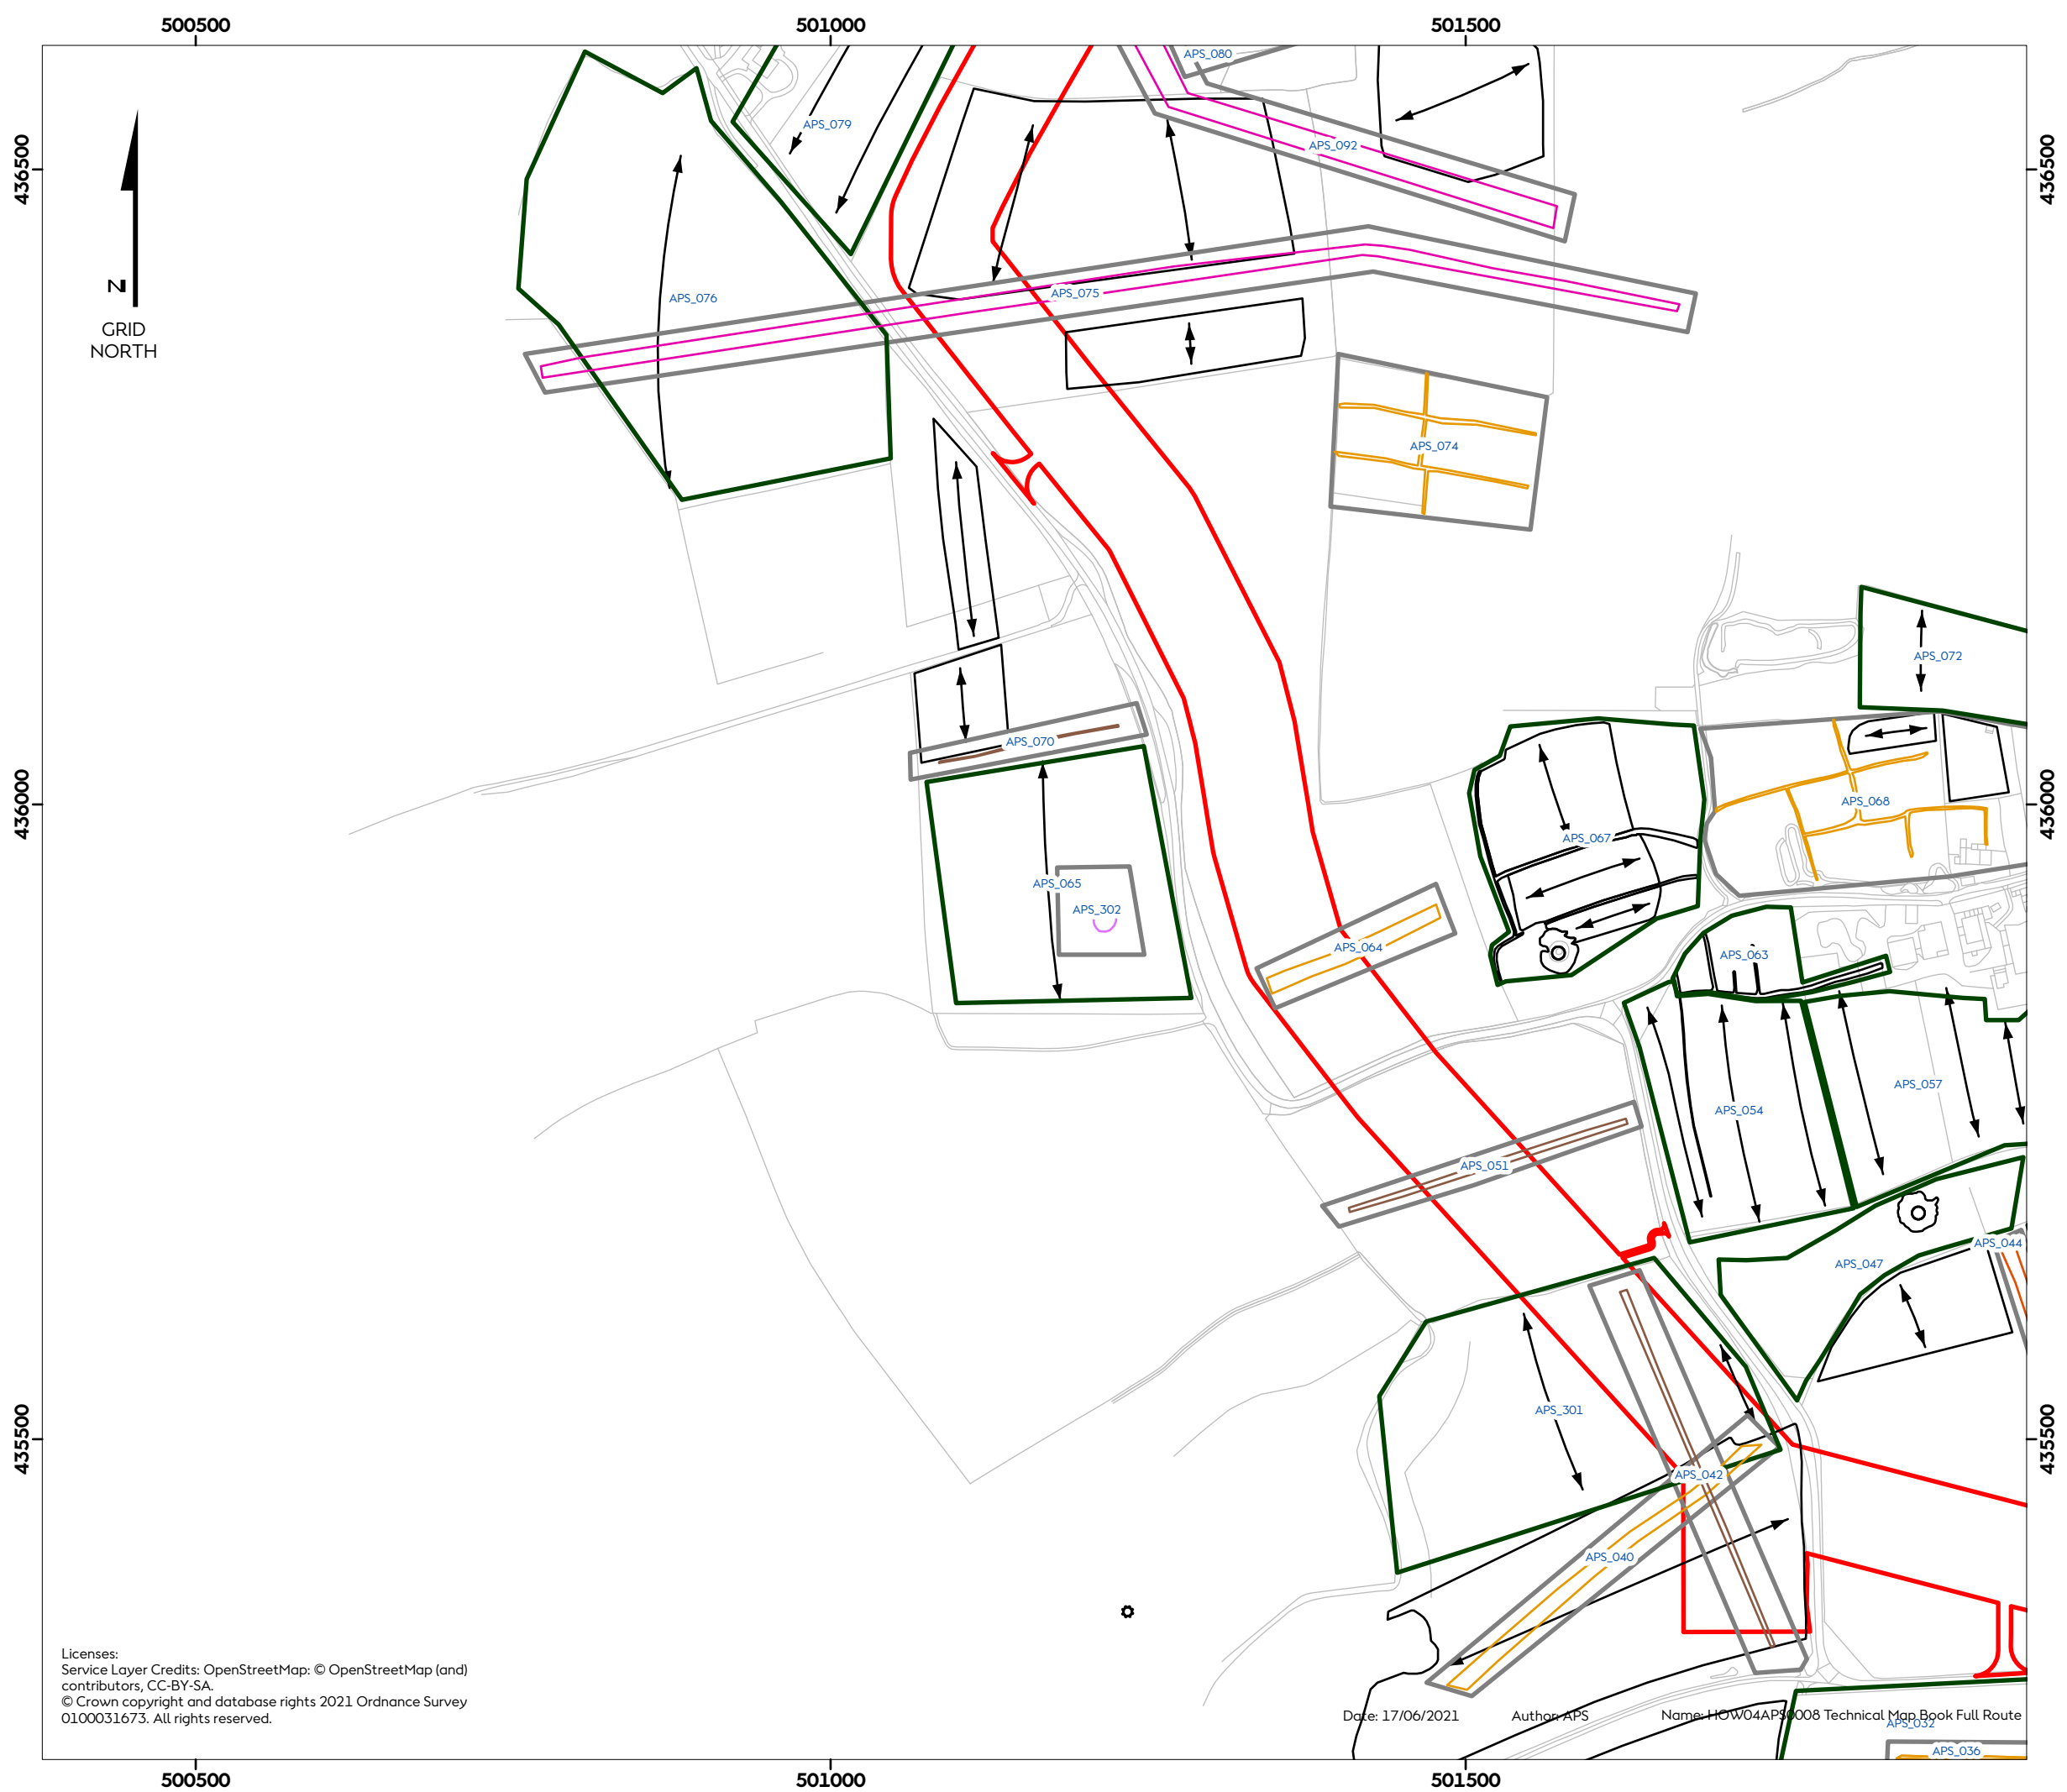 500500
501000
501500
APS_080
APS_079
APS_092
436500
436500
N
GRID
NORTH
APS_076
APS_075
APS_074
APS_072
APS_070
APS_068
436000
436000
APS_067
APS_065
APS_302
APS_064
APS_063
APS_057
APS_054
APS_051
APS_044
APS_047
APS_301
435500
435500
APS_042
APS_040
Licenses:
Service Layer Credits: OpenStreetMap: © OpenStreetMap (and)
contributors, CC-BY-SA.
© Crown copyright and database rights 2021 Ordnance Survey
0100031673. All rights reserved.
Date: 17/06/2021
Author: APS
Name: HOW04APS0008 Technical Map Book Full Route
APS_032
APS_036
500500
501000
501500